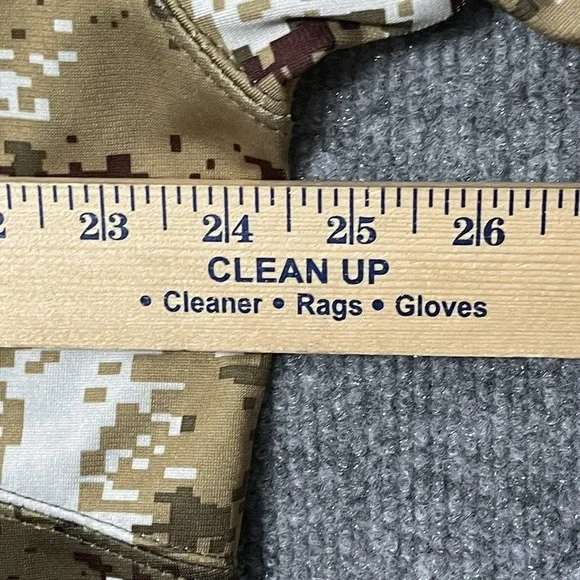 2 23 24 25 26
CLEAN UP
• Cleaner • Rags • Gloves